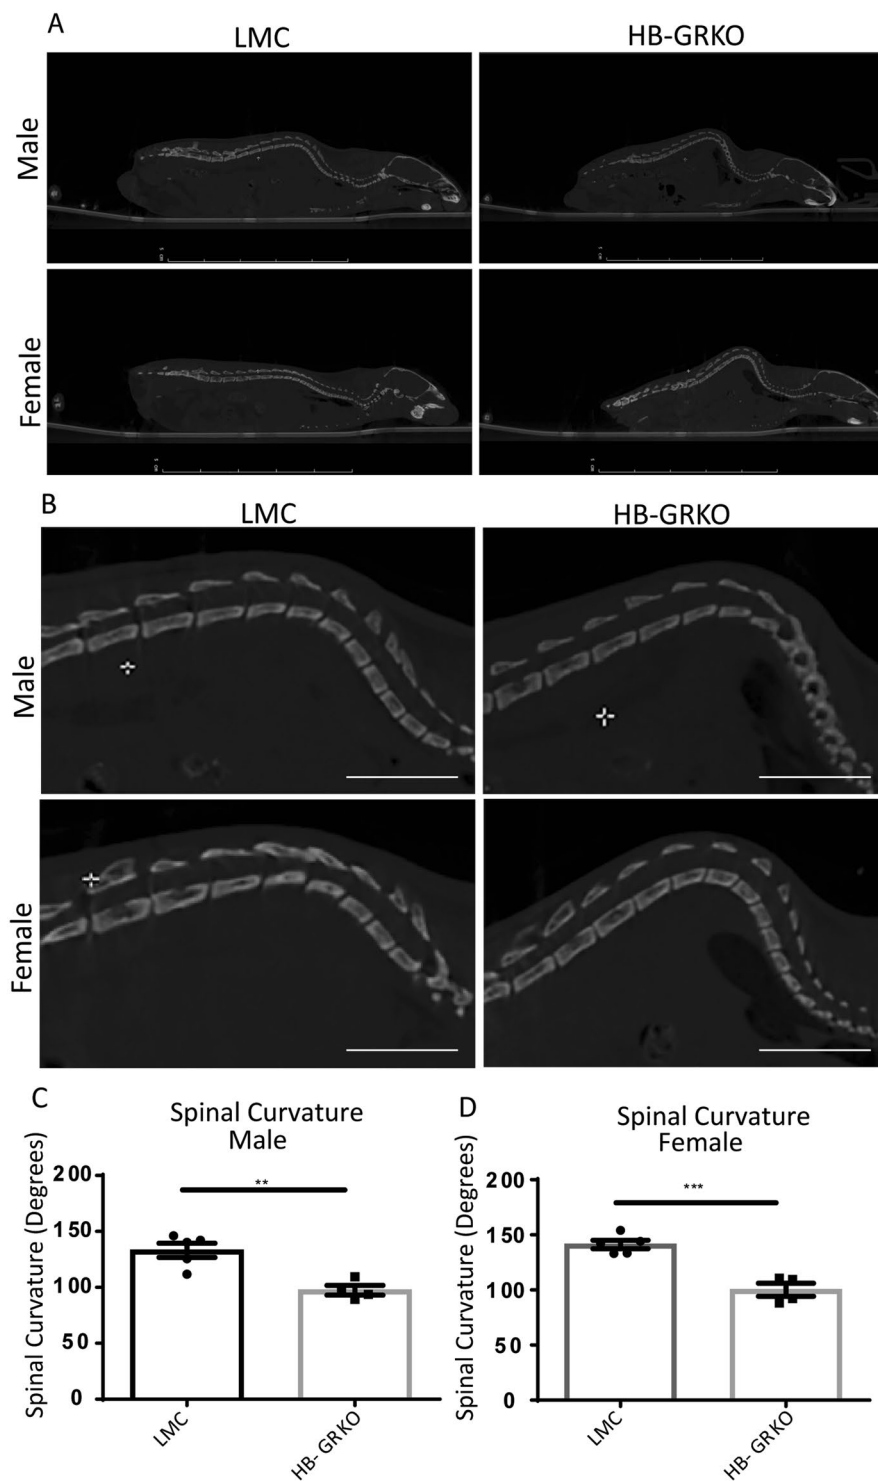 A
LMC HB-GRKO
Male
Female
B
LMC HB-GRKO
Male
Female
C
Spinal Curvature
Male
Spinal Curvature (Degrees)
200
150
100
50
0
**
LMC
HB- GRKO
D
Spinal Curvature
Female
Spinal Curvature (Degrees)
200
150
100
50
0
***
LMC
HB- GRKO